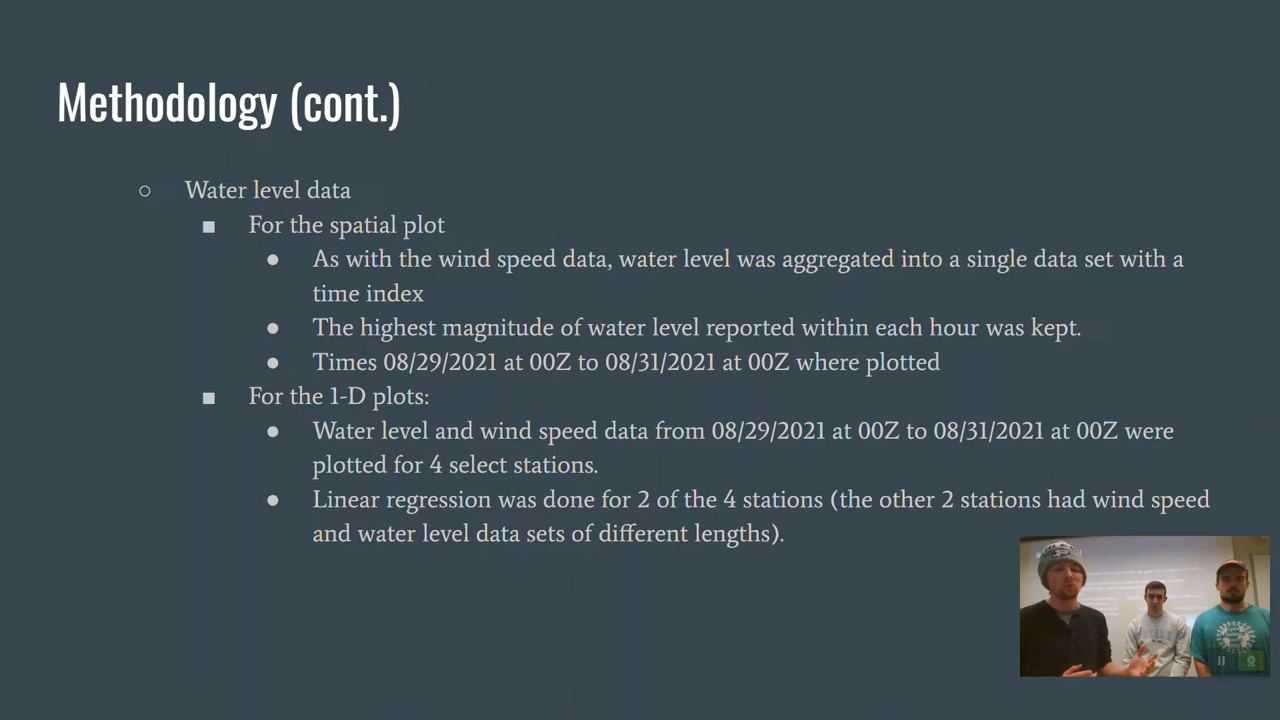 Methodology (cont.)
Water level data
For the spatial plot
As with the wind speed data, water level was aggregated into a single data set with a
time index
The highest magnitude of water level reported within each hour was kept.
Times 08/29/2021 at 00Z to 08/31/2021 at 00Z where plotted
For the 1-D plots:
Water level and wind speed data from 08/29/2021 at 00Z to 08/31/2021 at 00Z were
plotted for 4 select stations.
Linear regression was done for 2 of the 4 stations (the other 2 stations had wind speed
and water level data sets of different lengths).